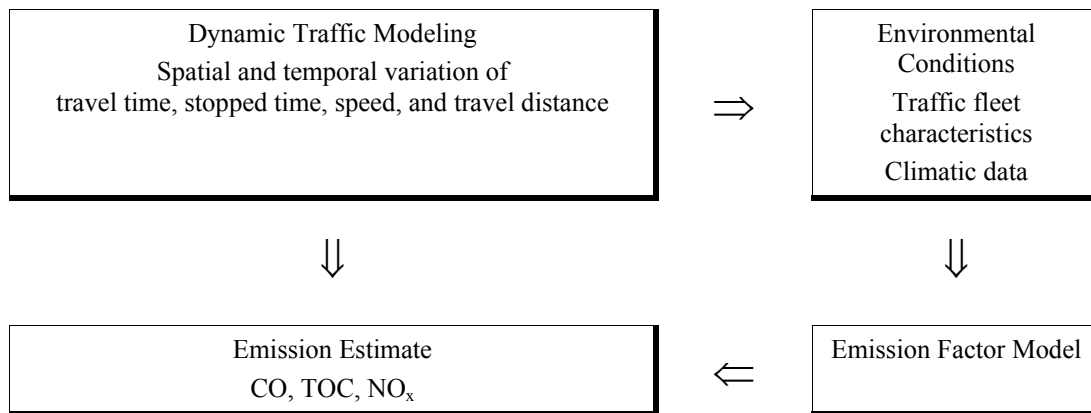 Dynamic Traffic Modeling
Spatial and temporal variation of
travel time, stopped time, speed, and travel distance
⇒
Environmental
Conditions
Traffic fleet
characteristics
Climatic data
⇓
⇓
Emission Estimate
CO, TOC, NOₓ
⇐
Emission Factor Model